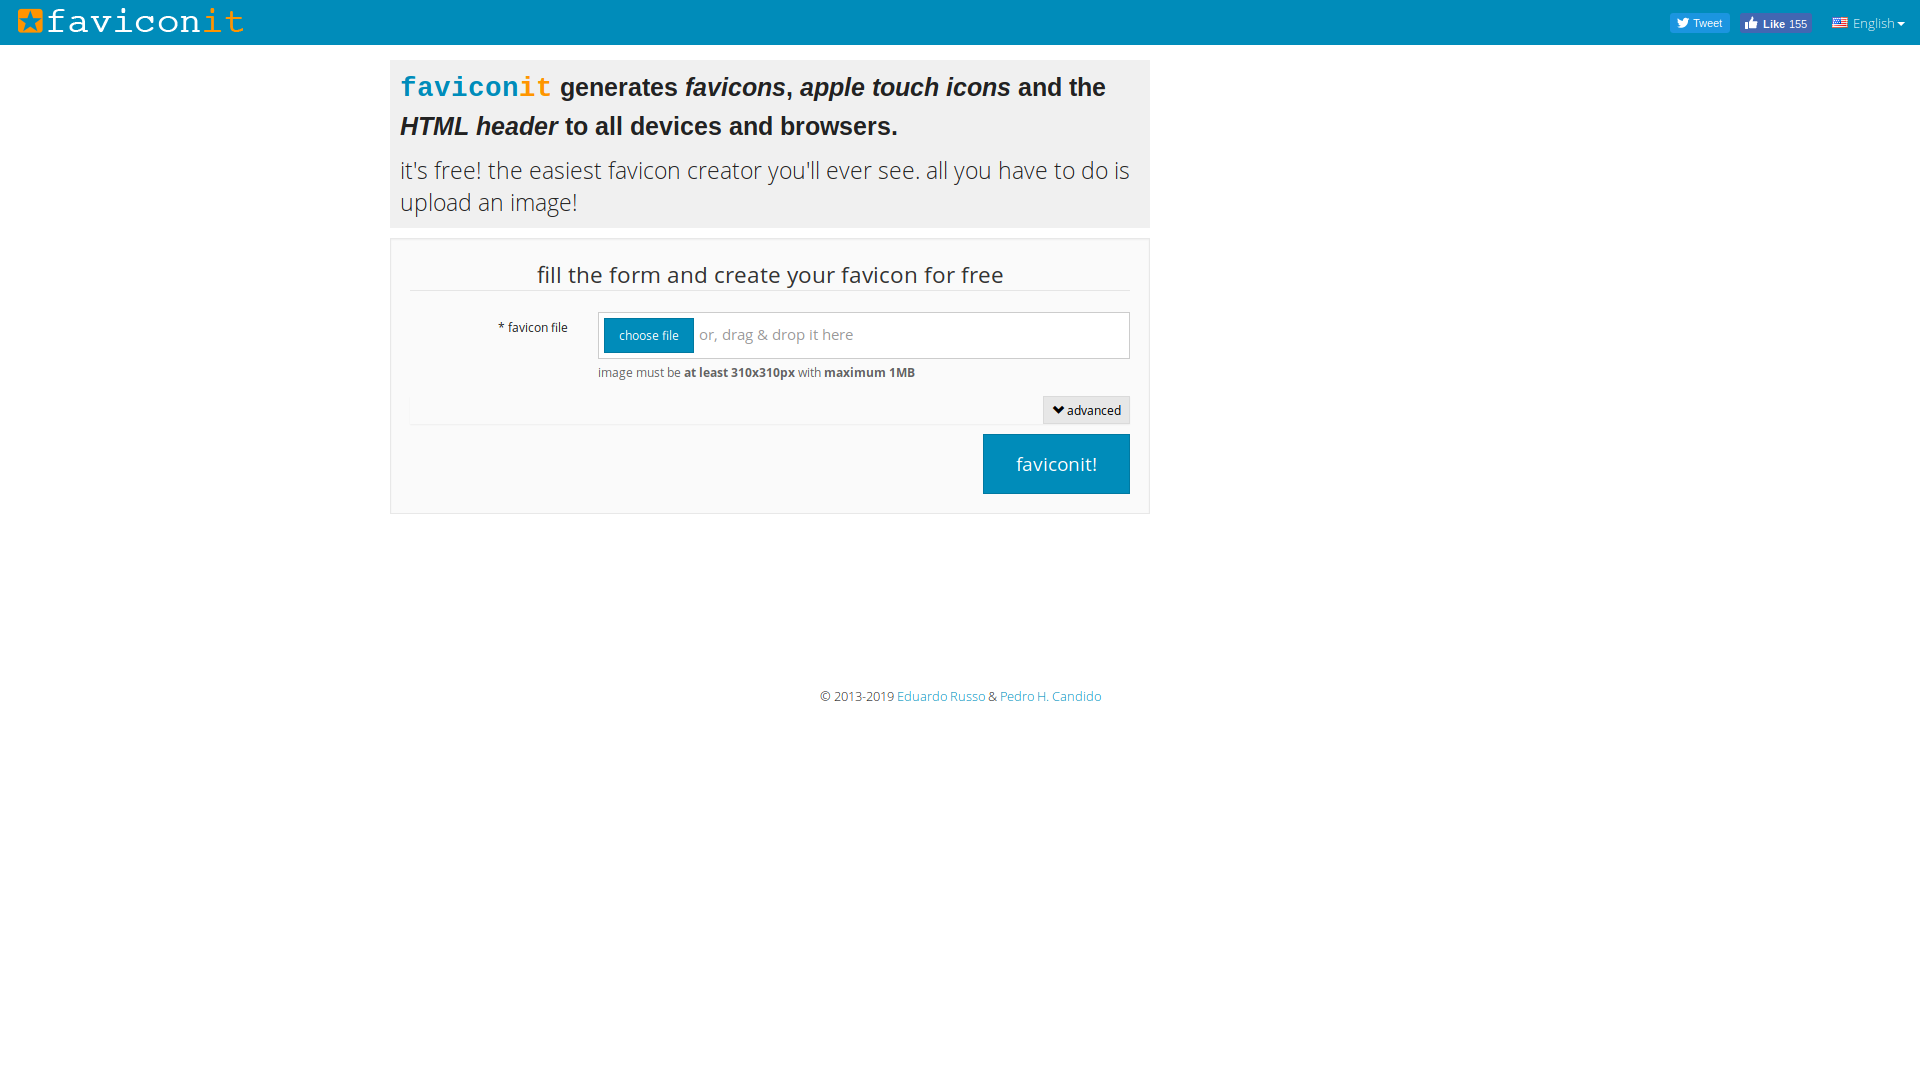 faviconit
Tweet
Like 155
English
faviconit generates favicons, apple touch icons and the
HTML header to all devices and browsers.
it's free! the easiest favicon creator you'll ever see. all you have to do is
upload an image!
fill the form and create your favicon for free
* favicon file
choose file or, drag & drop it here
image must be at least 310x310px with maximum 1MB
advanced
faviconit!
© 2013-2019 Eduardo Russo & Pedro H. Candido